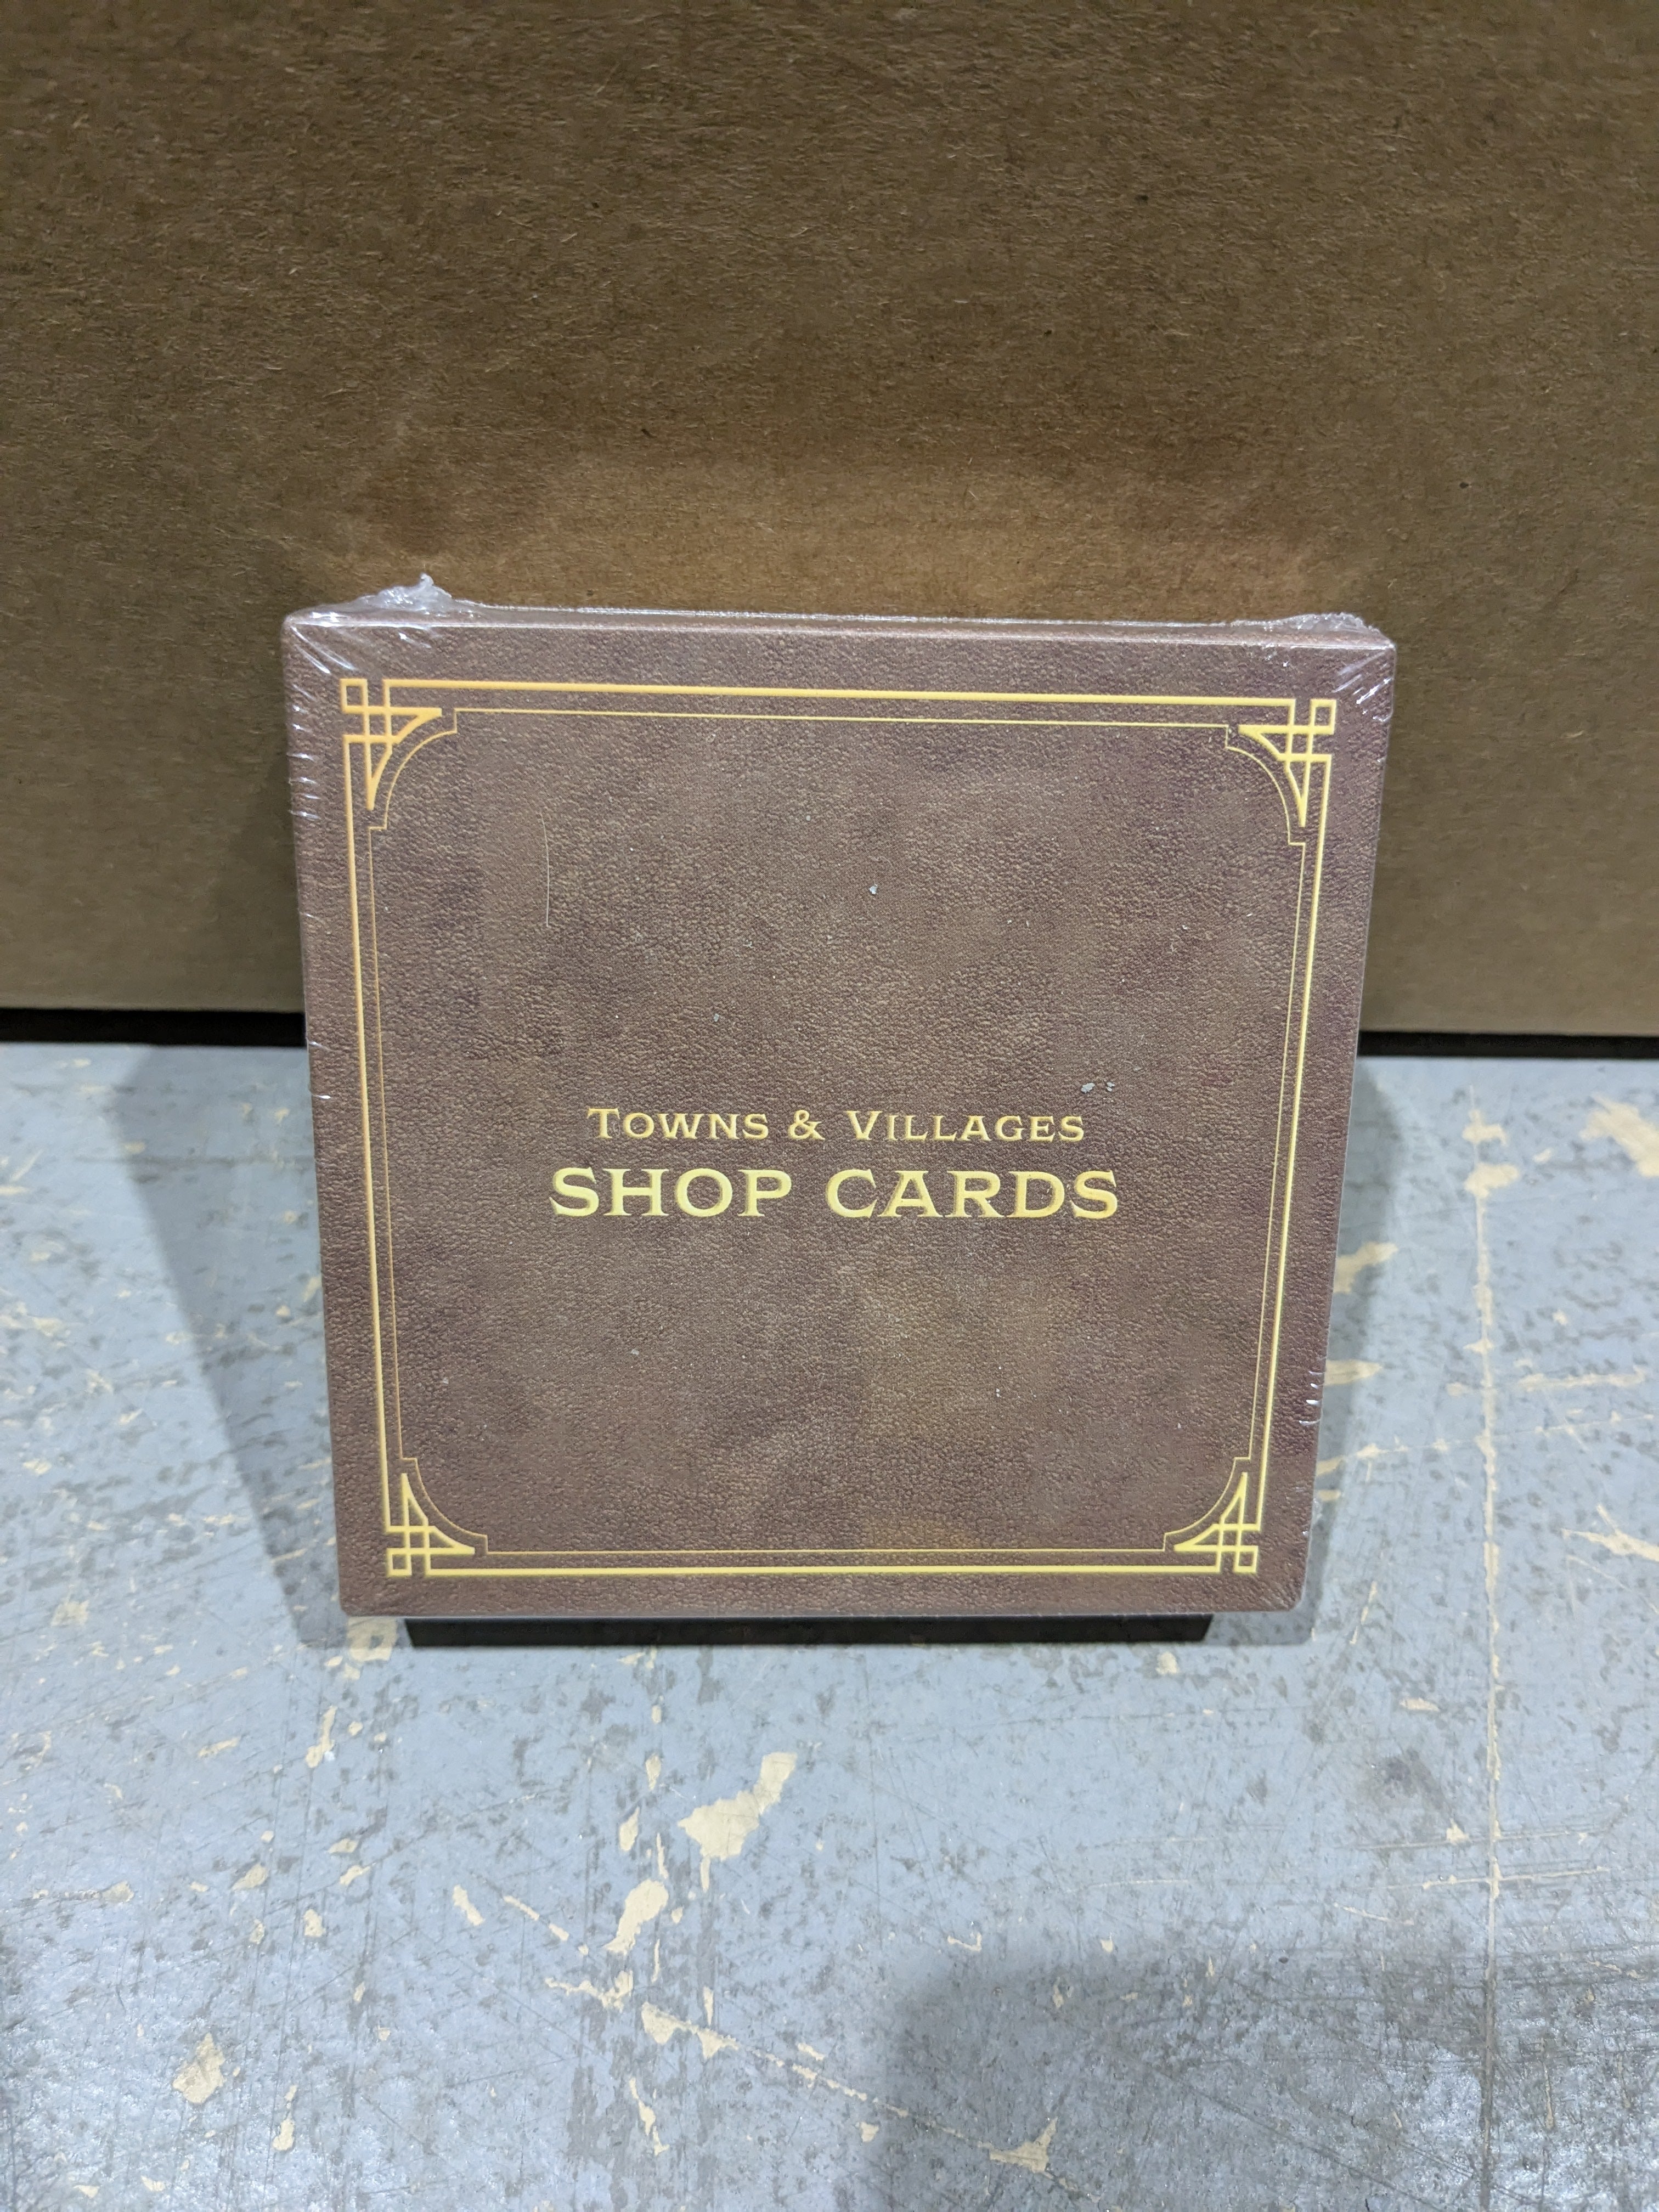 TOWNS & VILLAGES
SHOP CARDS